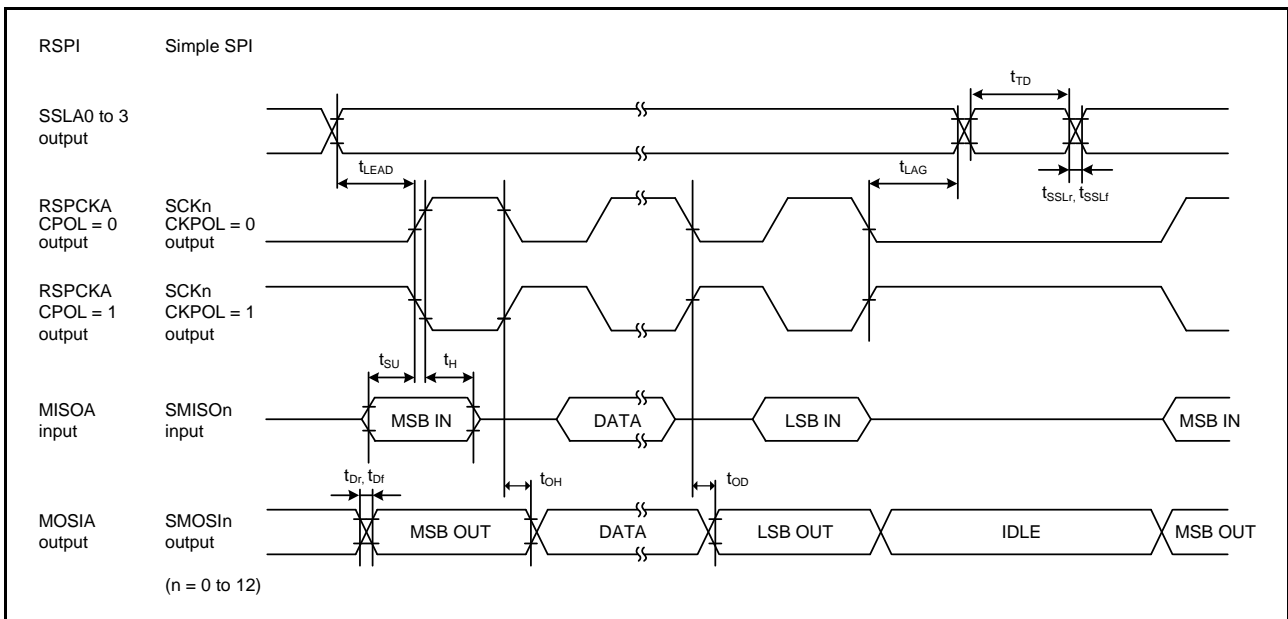 RSPI Simple SPI
SSLA0 to 3
output
tTD
tLEAD
tLAG
tSSLr, tSSLf
RSPCKA SCKn
CPOL = 0 CKPOL = 0
output output
RSPCKA SCKn
CPOL = 1 CKPOL = 1
output output
tSU tH
MISOA SMISOn
input input
MSB IN DATA LSB IN MSB IN
tDr, tDf
tOH
tOD
MOSIA SMOSIn
output output
MSB OUT DATA LSB OUT IDLE MSB OUT
(n = 0 to 12)